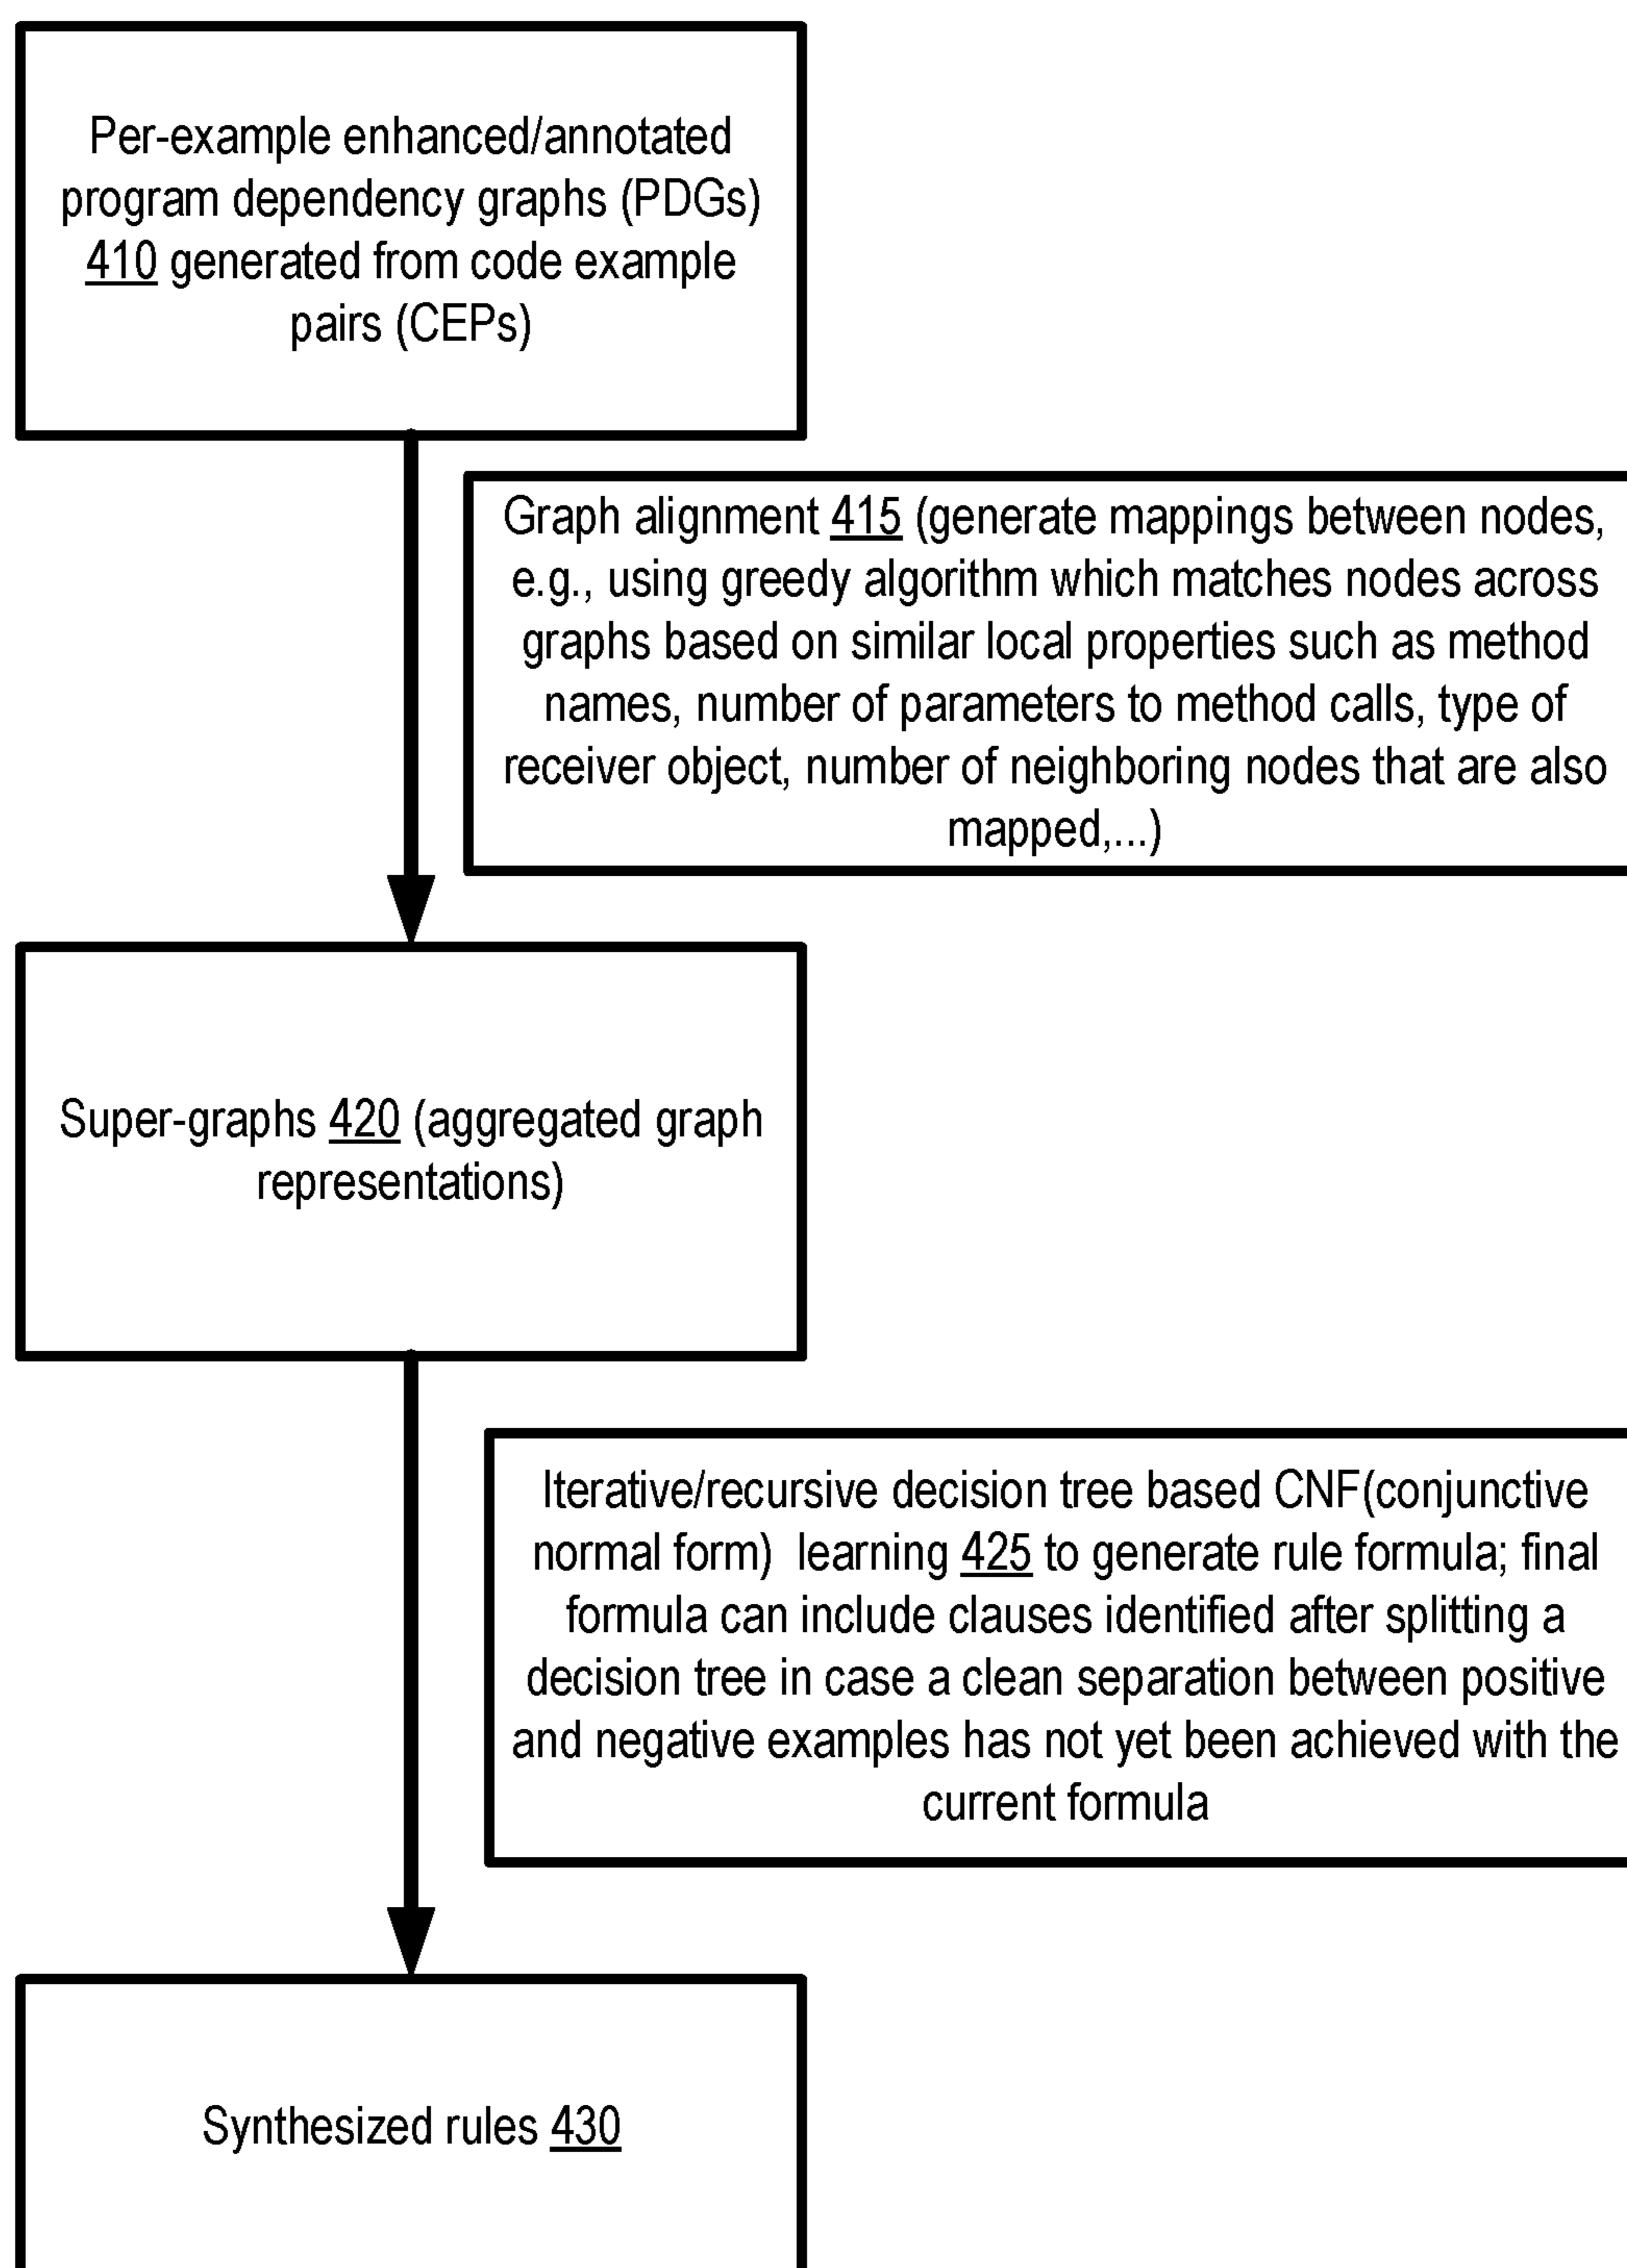 Per-example enhanced/annotated
program dependency graphs (PDGs)
410 generated from code example
pairs (CEPs)
Graph alignment 415 (generate mappings between nodes,
e.g., using greedy algorithm which matches nodes across
graphs based on similar local properties such as method
names, number of parameters to method calls, type of
receiver object, number of neighboring nodes that are also
mapped,...)
Super-graphs 420 (aggregated graph
representations)
Iterative/recursive decision tree based CNF(conjunctive
normal form)  learning 425 to generate rule formula; final
formula can include clauses identified after splitting a
decision tree in case a clean separation between positive
and negative examples has not yet been achieved with the
current formula
Synthesized rules 430